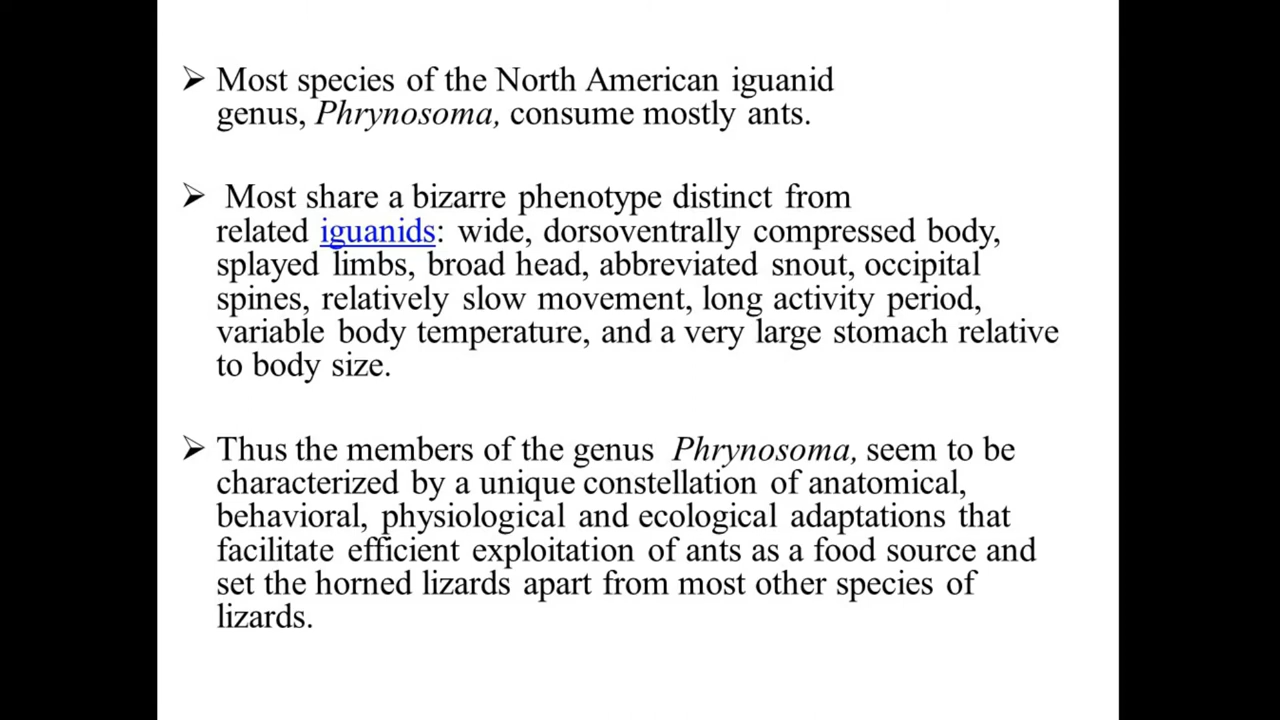 ➢ Most species of the North American iguanid
genus, Phrynosoma, consume mostly ants.
➢ Most share a bizarre phenotype distinct from
related iguanids: wide, dorsoventrally compressed body,
splayed limbs, broad head, abbreviated snout, occipital
spines, relatively slow movement, long activity period,
variable body temperature, and a very large stomach relative
to body size.
➢ Thus the members of the genus Phrynosoma, seem to be
characterized by a unique constellation of anatomical,
behavioral, physiological and ecological adaptations that
facilitate efficient exploitation of ants as a food source and
set the horned lizards apart from most other species of
lizards.